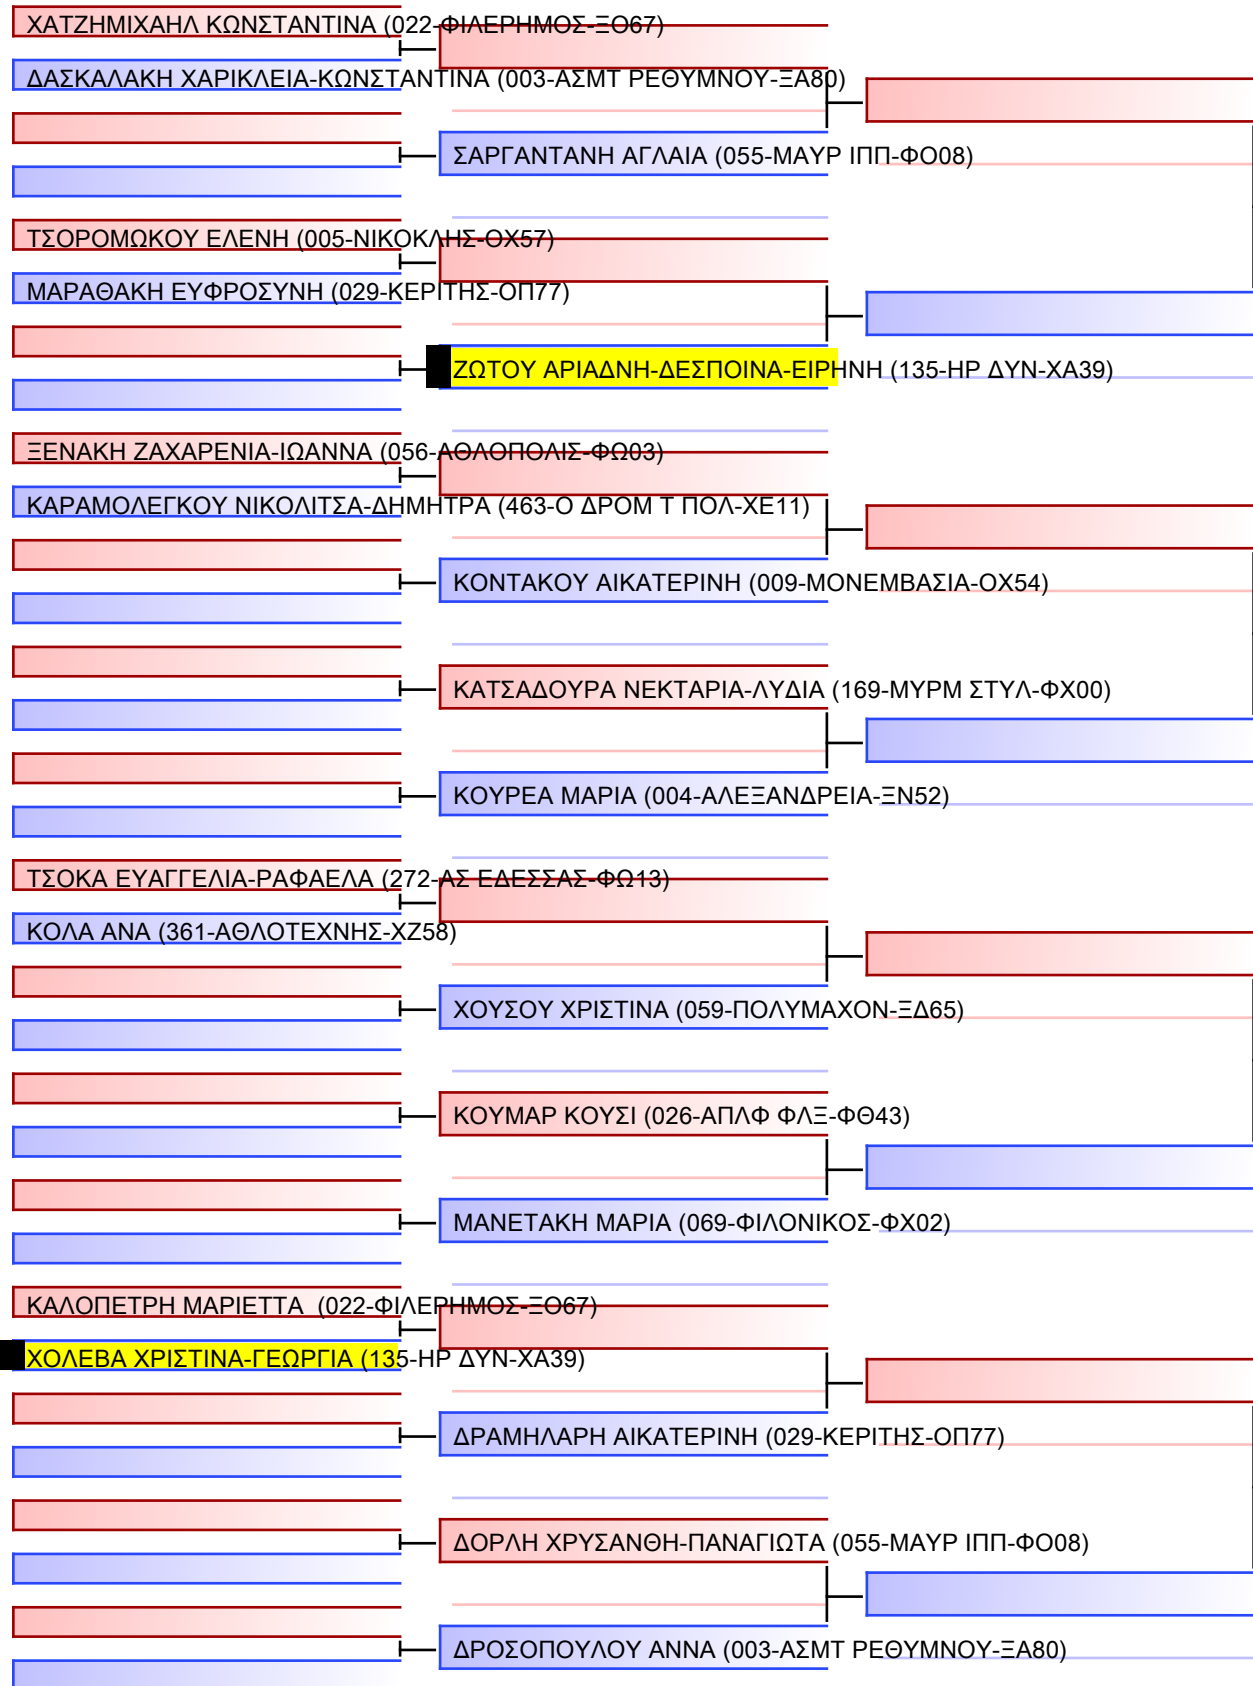 ΧΑΤΖΗΜΙΧΑΗΛ ΚΩΝΣΤΑΝΤΙΝΑ (022-ΦΙΛΕΡΗΜΟΣ-ΞΟ67)
ΔΑΣΚΑΛΑΚΗ ΧΑΡΙΚΛΕΙΑ-ΚΩΝΣΤΑΝΤΙΝΑ (003-ΑΣΜΤ ΡΕΘΥΜΝΟΥ-ΞΑ80)
ΣΑΡΓΑΝΤΑΝΗ ΑΓΛΑΙΑ (055-ΜΑΥΡ ΙΠΠ-ΦΟ08)
ΤΣΟΡΟΜΩΚΟΥ ΕΛΕΝΗ (005-ΝΙΚΟΚΛΗΣ-ΟΧ57)
ΜΑΡΑΘΑΚΗ ΕΥΦΡΟΣΥΝΗ (029-ΚΕΡΙΤΗΣ-ΟΠ77)
ΖΩΤΟΥ ΑΡΙΑΔΝΗ-ΔΕΣΠΟΙΝΑ-ΕΙΡΗΝΗ (135-ΗΡ ΔΥΝ-ΧΑ39)
ΞΕΝΑΚΗ ΖΑΧΑΡΕΝΙΑ-ΙΩΑΝΝΑ (056-ΑΘΛΟΠΟΛΙΣ-ΦΩ03)
ΚΑΡΑΜΟΛΕΓΚΟΥ ΝΙΚΟΛΙΤΣΑ-ΔΗΜΗΤΡΑ (463-Ο ΔΡΟΜ Τ ΠΟΛ-ΧΕ11)
ΚΟΝΤΑΚΟΥ ΑΙΚΑΤΕΡΙΝΗ (009-ΜΟΝΕΜΒΑΣΙΑ-ΟΧ54)
ΚΑΤΣΑΔΟΥΡΑ ΝΕΚΤΑΡΙΑ-ΛΥΔΙΑ (169-ΜΥΡΜ ΣΤΥΛ-ΦΧ00)
ΚΟΥΡΕΑ ΜΑΡΙΑ (004-ΑΛΕΞΑΝΔΡΕΙΑ-ΞΝ52)
ΤΣΟΚΑ ΕΥΑΓΓΕΛΙΑ-ΡΑΦΑΕΛΑ (272-ΑΣ ΕΔΕΣΣΑΣ-ΦΩ13)
ΚΟΛΑ ΑΝΑ (361-ΑΘΛΟΤΕΧΝΗΣ-ΧΖ58)
ΧΟΥΣΟΥ ΧΡΙΣΤΙΝΑ (059-ΠΟΛΥΜΑΧΟΝ-ΞΔ65)
ΚΟΥΜΑΡ ΚΟΥΣΙ (026-ΑΠΛΦ ΦΛΞ-ΦΘ43)
ΜΑΝΕΤΑΚΗ ΜΑΡΙΑ (069-ΦΙΛΟΝΙΚΟΣ-ΦΧ02)
ΚΑΛΟΠΕΤΡΗ ΜΑΡΙΕΤΤΑ (022-ΦΙΛΕΡΗΜΟΣ-ΞΟ67)
ΧΟΛΕΒΑ ΧΡΙΣΤΙΝΑ-ΓΕΩΡΓΙΑ (135-ΗΡ ΔΥΝ-ΧΑ39)
ΔΡΑΜΗΛΑΡΗ ΑΙΚΑΤΕΡΙΝΗ (029-ΚΕΡΙΤΗΣ-ΟΠ77)
ΔΟΡΛΗ ΧΡΥΣΑΝΘΗ-ΠΑΝΑΓΙΩΤΑ (055-ΜΑΥΡ ΙΠΠ-ΦΟ08)
ΔΡΟΣΟΠΟΥΛΟΥ ΑΝΝΑ (003-ΑΣΜΤ ΡΕΘΥΜΝΟΥ-ΞΑ80)